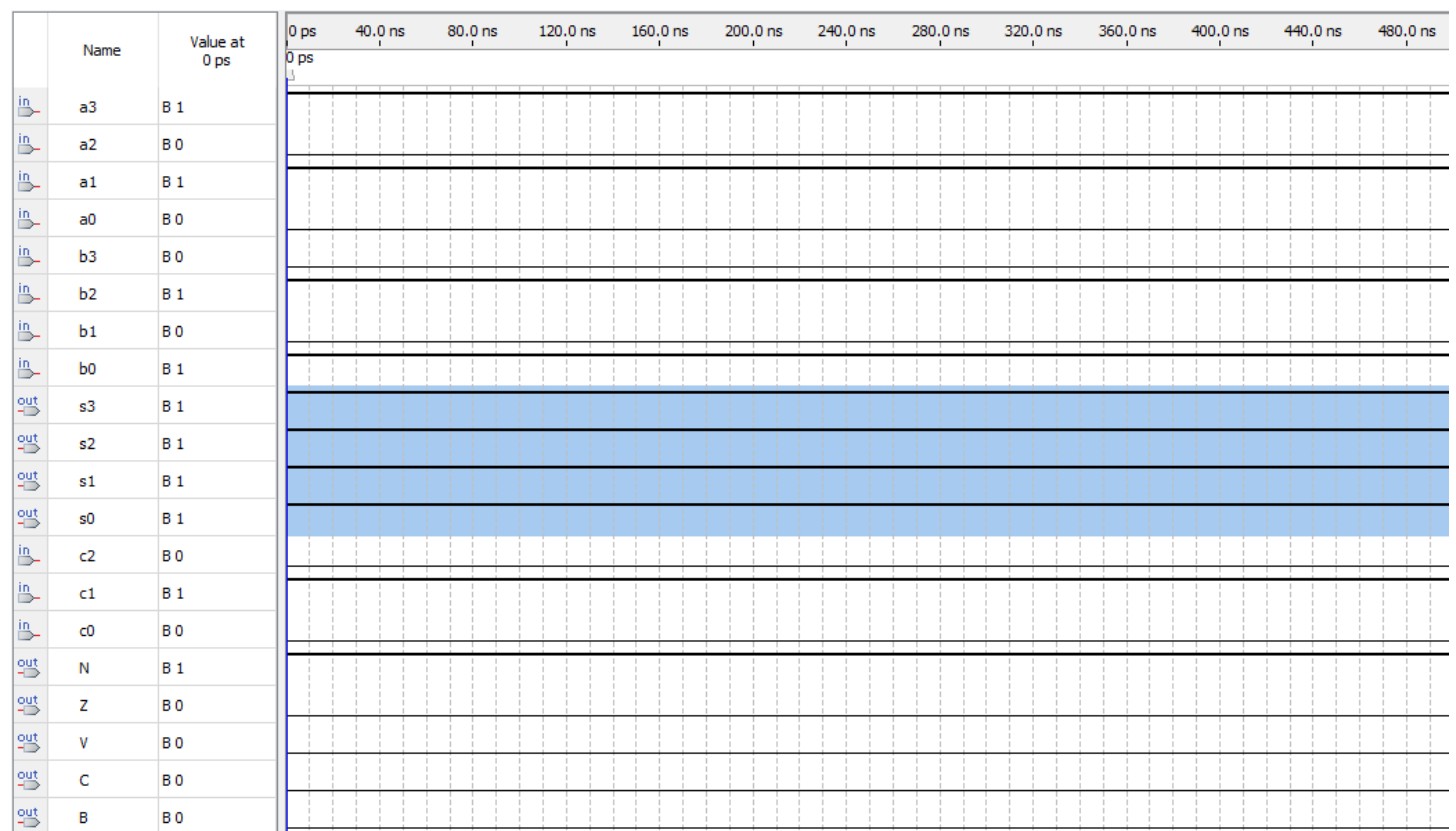 Name Value at 0 ps 0 ps 40.0 ns 80.0 ns 120.0 ns 160.0 ns 200.0 ns 240.0 ns 280.0 ns 320.0 ns 360.0 ns 400.0 ns 440.0 ns 480.0 ns
0 ps
in a3 B 1
in a2 B 0
in a1 B 1
in a0 B 0
in b3 B 0
in b2 B 1
in b1 B 0
in b0 B 1
out s3 B 1
out s2 B 1
out s1 B 1
out s0 B 1
in c2 B 0
in c1 B 1
in c0 B 0
out N B 1
out Z B 0
out V B 0
out C B 0
out B B 0